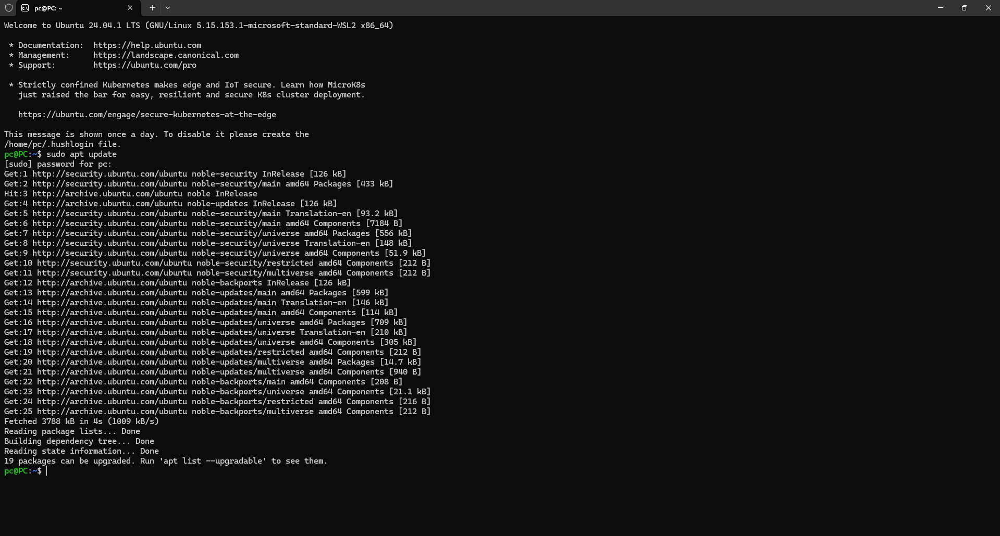 pc@PC: ~
Welcome to Ubuntu 24.04.1 LTS (GNU/Linux 5.15.153.1-microsoft-standard-WSL2 x86_64)
* Documentation:  https://help.ubuntu.com
* Management:     https://landscape.canonical.com
* Support:        https://ubuntu.com/pro
* Strictly confined Kubernetes makes edge and IoT secure. Learn how MicroK8s
just raised the bar for easy, resilient and secure K8s cluster deployment.
https://ubuntu.com/engage/secure-kubernetes-at-the-edge
This message is shown once a day. To disable it please create the
/home/pc/.hushlogin file.
pc@PC:~$ sudo apt update
[sudo] password for pc:
Get:1 http://security.ubuntu.com/ubuntu noble-security InRelease [126 kB]
Get:2 http://security.ubuntu.com/ubuntu noble-security/main amd64 Packages [433 kB]
Hit:3 http://archive.ubuntu.com/ubuntu noble InRelease
Get:4 http://archive.ubuntu.com/ubuntu noble-updates InRelease [126 kB]
Get:5 http://security.ubuntu.com/ubuntu noble-security/main Translation-en [93.2 kB]
Get:6 http://security.ubuntu.com/ubuntu noble-security/main amd64 Components [7184 B]
Get:7 http://security.ubuntu.com/ubuntu noble-security/universe amd64 Packages [556 kB]
Get:8 http://security.ubuntu.com/ubuntu noble-security/universe Translation-en [148 kB]
Get:9 http://security.ubuntu.com/ubuntu noble-security/universe amd64 Components [51.9 kB]
Get:10 http://security.ubuntu.com/ubuntu noble-security/restricted amd64 Components [212 B]
Get:11 http://security.ubuntu.com/ubuntu noble-security/multiverse amd64 Components [212 B]
Get:12 http://archive.ubuntu.com/ubuntu noble-backports InRelease [126 kB]
Get:13 http://archive.ubuntu.com/ubuntu noble-updates/main amd64 Packages [599 kB]
Get:14 http://archive.ubuntu.com/ubuntu noble-updates/main Translation-en [146 kB]
Get:15 http://archive.ubuntu.com/ubuntu noble-updates/main amd64 Components [114 kB]
Get:16 http://archive.ubuntu.com/ubuntu noble-updates/universe amd64 Packages [709 kB]
Get:17 http://archive.ubuntu.com/ubuntu noble-updates/universe Translation-en [210 kB]
Get:18 http://archive.ubuntu.com/ubuntu noble-updates/universe amd64 Components [305 kB]
Get:19 http://archive.ubuntu.com/ubuntu noble-updates/restricted amd64 Components [212 B]
Get:20 http://archive.ubuntu.com/ubuntu noble-updates/multiverse amd64 Packages [14.7 kB]
Get:21 http://archive.ubuntu.com/ubuntu noble-updates/multiverse amd64 Components [940 B]
Get:22 http://archive.ubuntu.com/ubuntu noble-backports/main amd64 Components [208 B]
Get:23 http://archive.ubuntu.com/ubuntu noble-backports/universe amd64 Components [21.1 kB]
Get:24 http://archive.ubuntu.com/ubuntu noble-backports/restricted amd64 Components [216 B]
Get:25 http://archive.ubuntu.com/ubuntu noble-backports/multiverse amd64 Components [212 B]
Fetched 3788 kB in 4s (1009 kB/s)
Reading package lists... Done
Building dependency tree... Done
Reading state information... Done
19 packages can be upgraded. Run 'apt list --upgradable' to see them.
pc@PC:~$